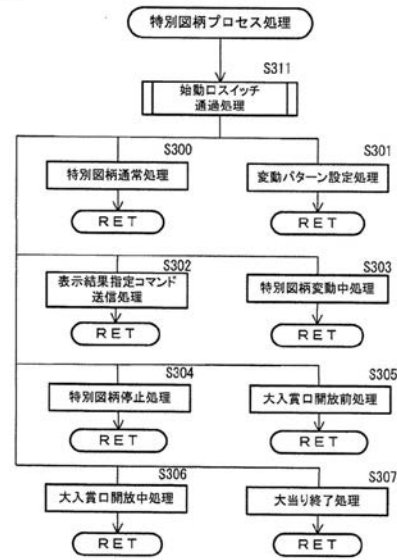 特別図柄プロセス処理
S311
始動口スイッチ
通過処理
S300
S301
特別図柄通常処理
変動パターン設定処理
RET
RET
S302
S303
表示結果指定コマンド
送信処理
特別図柄変動中処理
RET
RET
S304
S305
特別図柄停止処理
大入賞口開放前処理
RET
RET
S306
S307
大入賞口開放中処理
大当り終了処理
RET
RET